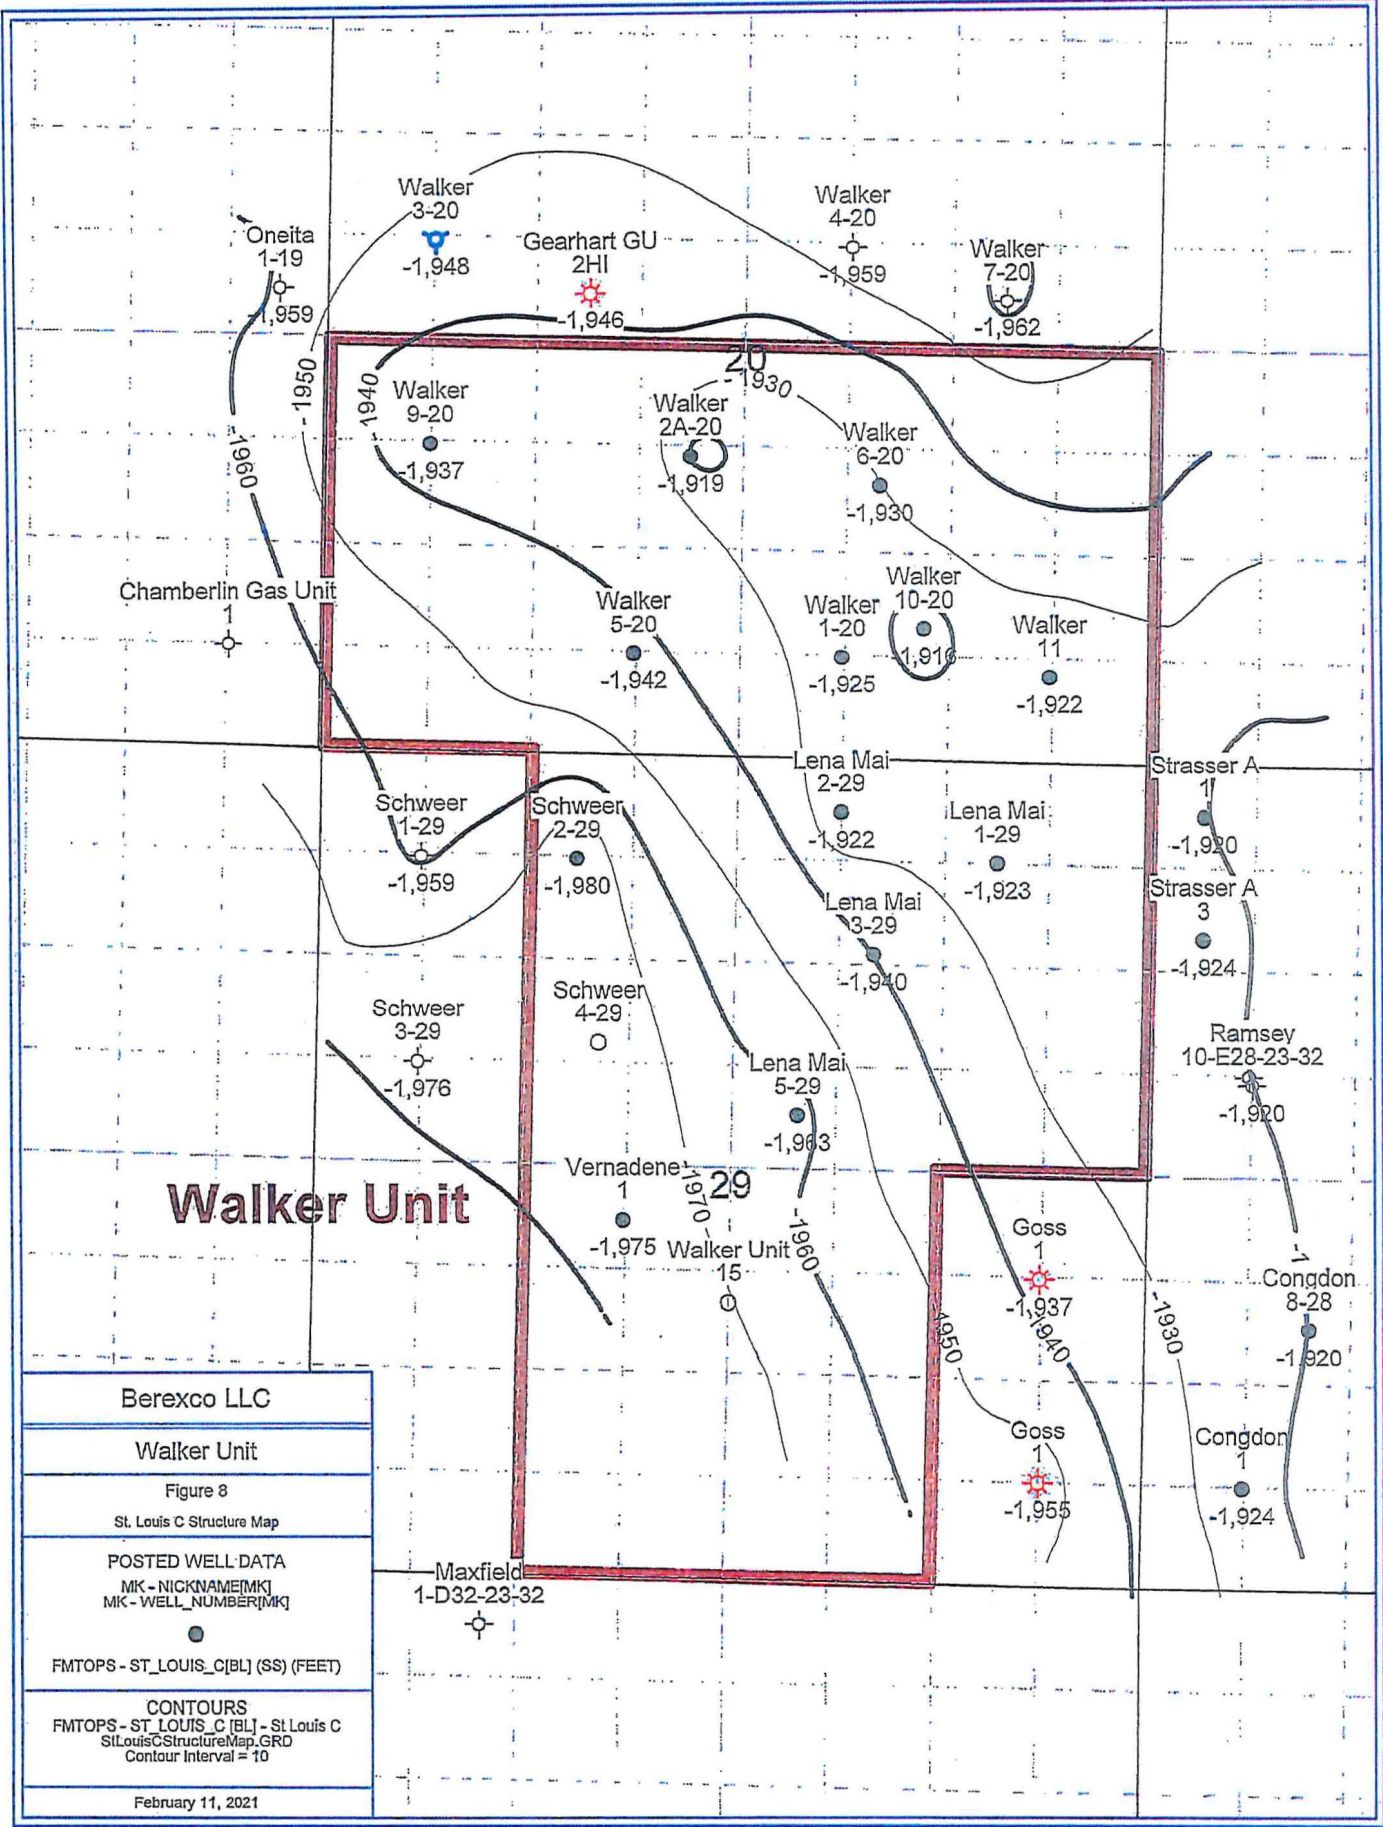 Walker
3-20
-1,948
Oneita
1-19
-1,959
Gearhart GU
2HI
-1,946
Walker
4-20
-1,959
Walker
7-20
-1,962
20
-1930
-1950
-1940
-1960
Walker
9-20
-1,937
Walker
2A-20
-1,919
Walker
6-20
-1,930
Chamberlin Gas Unit
1
Walker
5-20
-1,942
Walker
1-20
-1,925
Walker
10-20
-1,916
Walker
11
-1,922
Schweer
1-29
-1,959
Schweer
2-29
-1,980
Lena Mai
2-29
-1,922
Lena Mai
1-29
-1,923
Strasser A
1
-1,920
Lena Mai
3-29
-1,940
Strasser A
3
-1,924
Schweer
3-29
-1,976
Schweer
4-29
Lena Mai
5-29
-1,963
Ramsey
10-E28-23-32
-1,920
Walker Unit
Vernadene
1
-1,975
-1970
29
-1960
Walker Unit
15
Goss
1
-1,937
-1950
-1940
-1930
-1
Congdon
8-28
-1,920
Goss
1
-1,955
Congdon
1
-1,924
Maxfield
1-D32-23-32
Berexco LLC
Walker Unit
Figure 8
St. Louis C Structure Map
POSTED WELL DATA
MK - NICKNAME[MK]
MK - WELL_NUMBER[MK]
FMTOPS - ST_LOUIS_C[BL] (SS) (FEET)
CONTOURS
FMTOPS - ST_LOUIS_C [BL] - St Louis C
StLouisCStructureMap.GRD
Contour Interval = 10
February 11, 2021